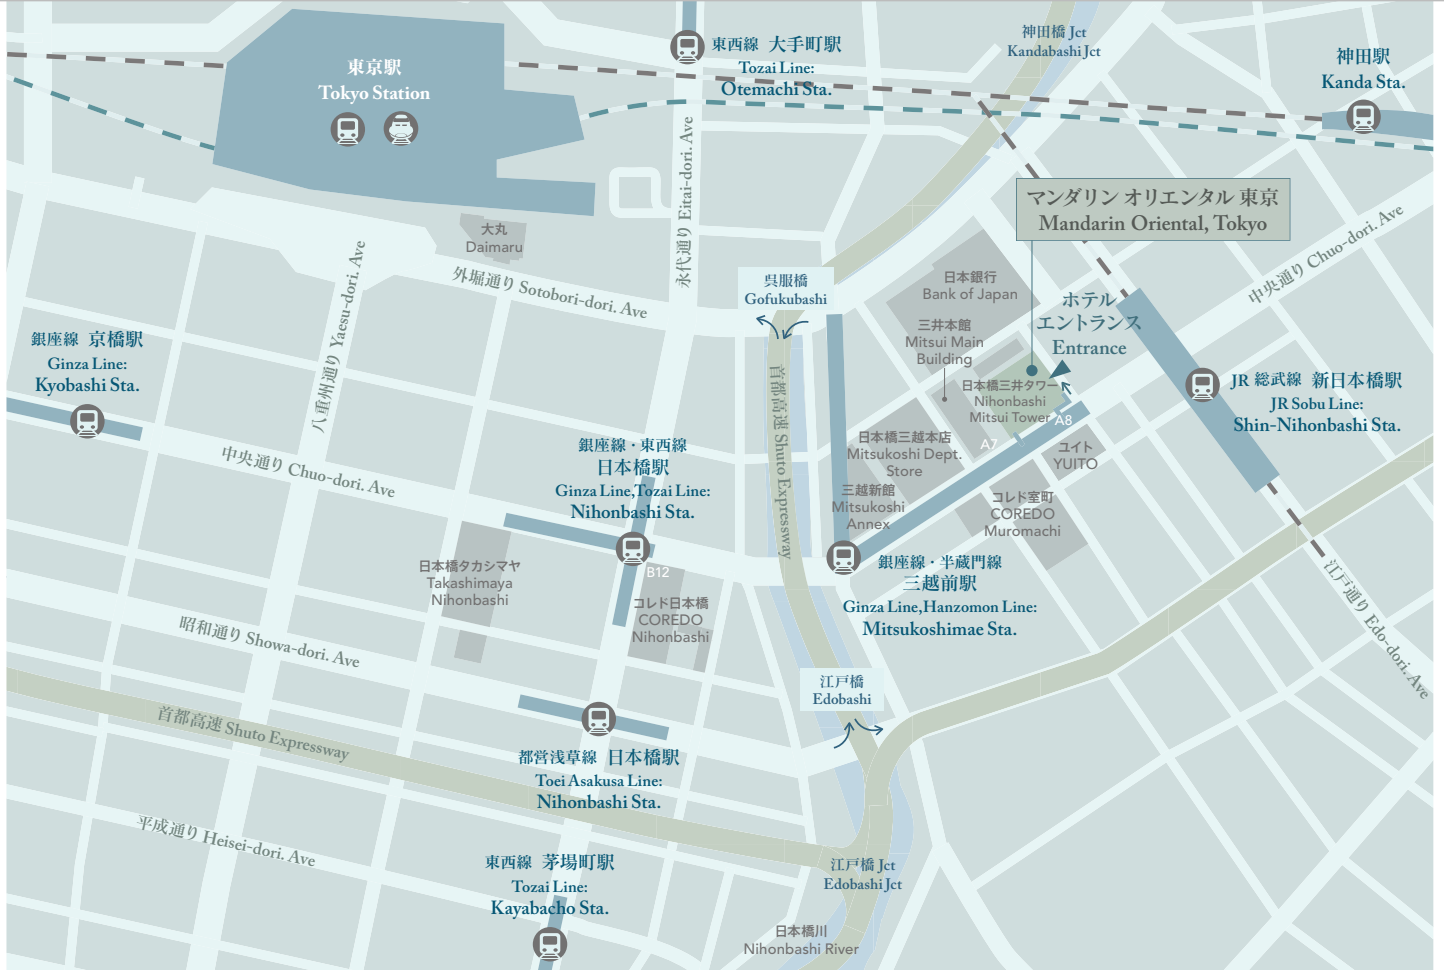 東京駅
Tokyo Station
東西線 大手町駅
Tozai Line:
Otemachi Sta.
神田橋 Jct
Kandabashi Jct
神田駅
Kanda Sta.
マンダリン オリエンタル 東京
Mandarin Oriental, Tokyo
大丸
Daimaru
外堀通り Sotobori-dori. Ave
永代通り Eitai-dori. Ave
八重州通り Yaesu-dori. Ave
呉服橋
Gofukubashi
日本銀行
Bank of Japan
三井本館
Mitsui Main
Building
ホテル
エントランス
Entrance
中央通り Chuo-dori. Ave
日本橋三井タワー
Nihonbashi
Mitsui Tower
A8
A7
銀座線 京橋駅
Ginza Line:
Kyobashi Sta.
JR 総武線 新日本橋駅
JR Sobu Line:
Shin-Nihonbashi Sta.
中央通り Chuo-dori. Ave
銀座線・東西線
日本橋駅
Ginza Line,Tozai Line:
Nihonbashi Sta.
首都高速 Shuto Expressway
日本橋三越本店
Mitsukoshi Dept.
Store
三越新館
Mitsukoshi
Annex
ユイト
YUITO
コレド室町
COREDO
Muromachi
日本橋タカシマヤ
Takashimaya
Nihonbashi
B12
コレド日本橋
COREDO
Nihonbashi
銀座線・半蔵門線
三越前駅
Ginza Line,Hanzomon Line:
Mitsukoshimae Sta.
江戸通り Edo-dori. Ave
昭和通り Showa-dori. Ave
江戸橋
Edobashi
首都高速 Shuto Expressway
都営浅草線 日本橋駅
Toei Asakusa Line:
Nihonbashi Sta.
平成通り Heisei-dori. Ave
東西線 茅場町駅
Tozai Line:
Kayabacho Sta.
江戸橋 Jct
Edobashi Jct
日本橋川
Nihonbashi River